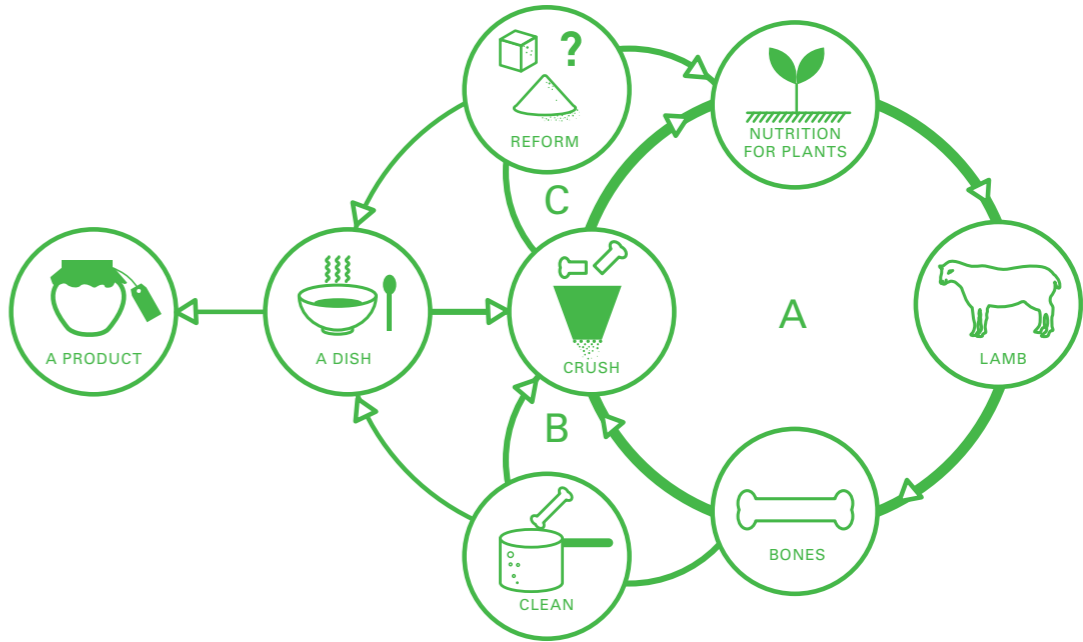 ?
REFORM
NUTRITION
FOR PLANTS
C
A PRODUCT
A DISH
CRUSH
A
LAMB
B
BONES
CLEAN